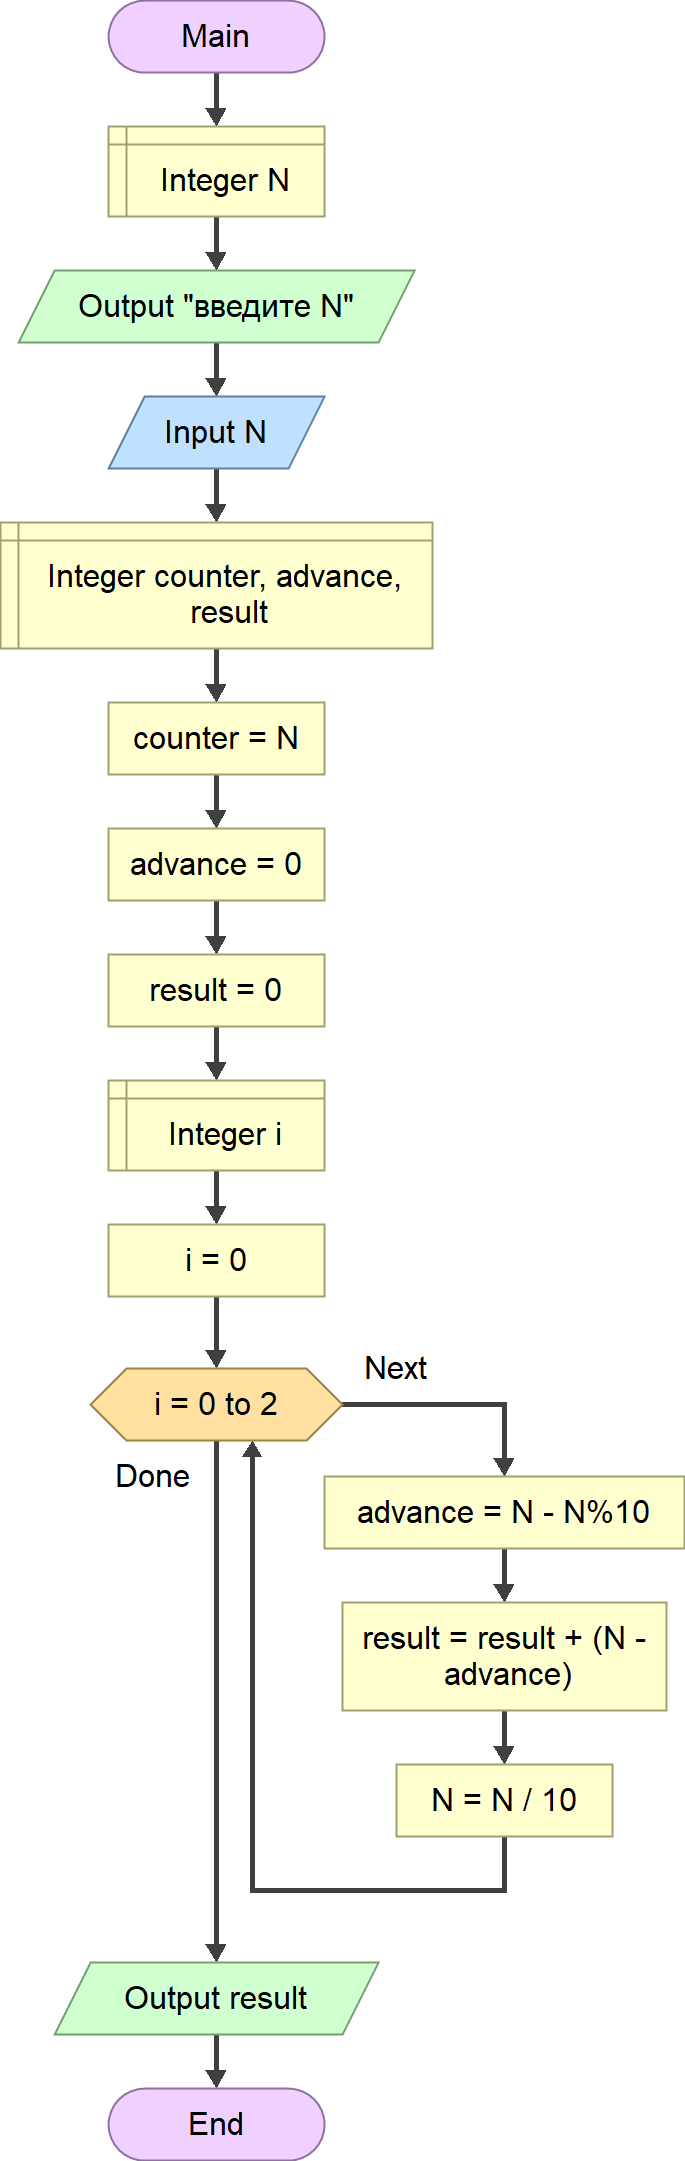 Main
Integer N
Output "введите N"
Input N
Integer counter, advance,
result
counter = N
advance = 0
result = 0
Integer i
i = 0
i = 0 to 2
Next
Done
advance = N - N%10
result = result + (N -
advance)
N = N / 10
Output result
End